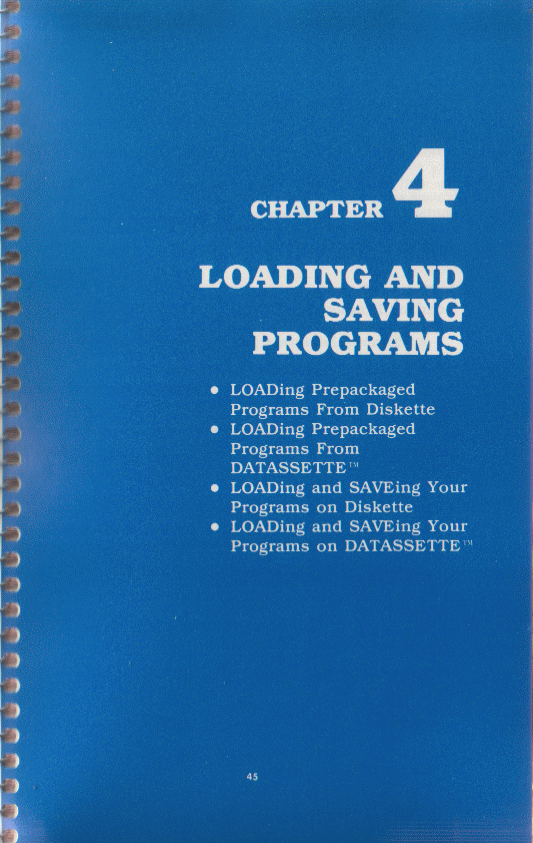 CHAPTER 4
LOADING AND
SAVING
PROGRAMS
• LOADing Prepackaged
Programs From Diskette
• LOADing Prepackaged
Programs From
DATASSETTE™
• LOADing and SAVEing Your
Programs on Diskette
• LOADing and SAVEing Your
Programs on DATASSETTE™
45